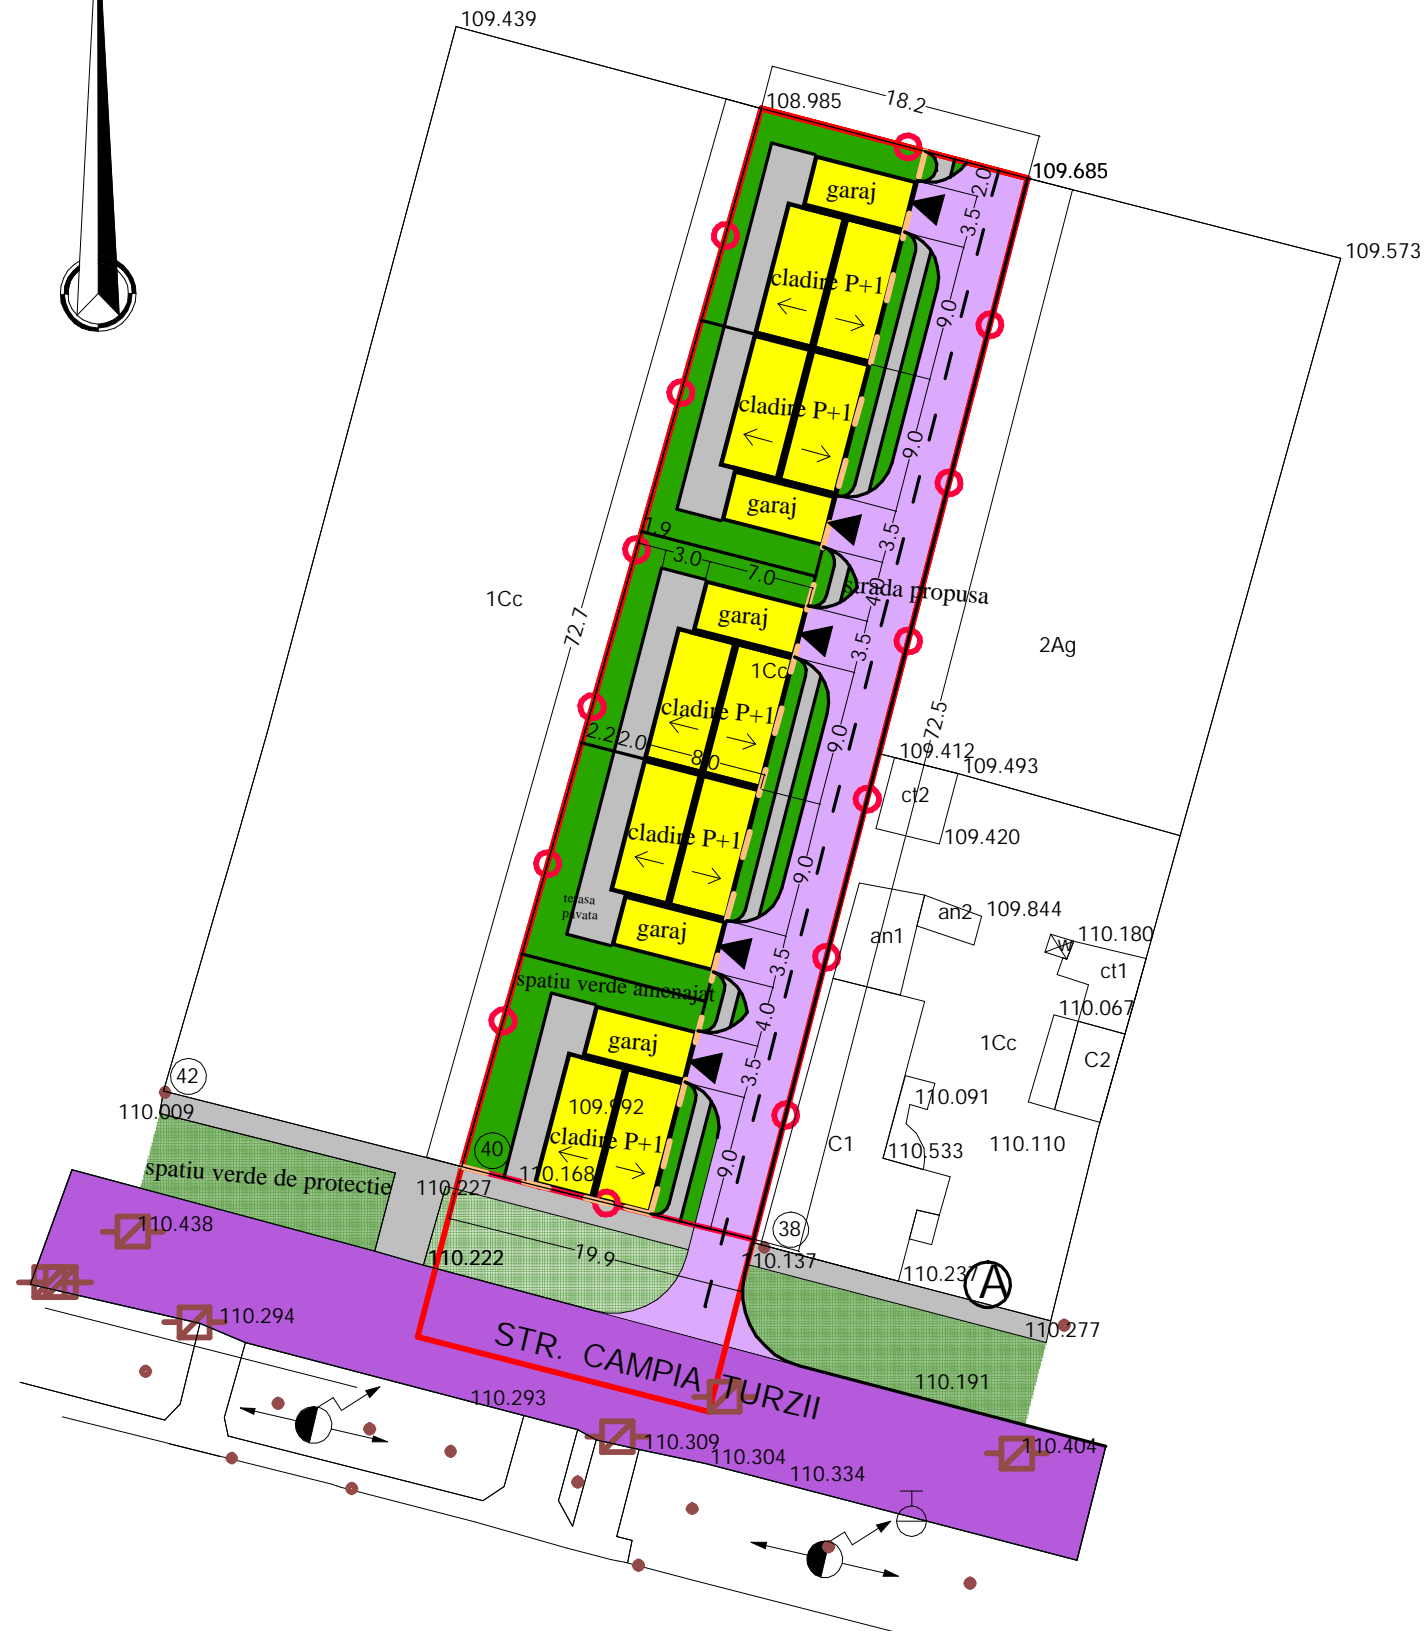 109.439
108.985
18.2
109.685
109.573
2.0
garaj
3.5
cladire P+1
9.0
cladire P+1
9.0
garaj
3.5
1.9
3.0
7.0
strada propusa
4.0
1Cc
72.7
garaj
3.5
2Ag
1Cc
cladire P+1
9.0
72.5
2.2
2.0
8.0
109.412
109.493
ct2
cladire P+1
109.420
9.0
terasa
privata
garaj
an1
an2
109.844
w
110.180
ct1
3.5
spatiu verde amenajat
4.0
110.067
garaj
1Cc
C2
3.5
42
110.009
109.992
110.091
cladire P+1
9.0
40
C1
110.533
110.110
spatiu verde de protectie
110.168
110.227
38
110.438
110.222
19.9
110.137
110.237
A
110.294
110.277
STR. CAMPIA TURZII
110.191
110.293
110.309
110.304
110.334
110.404